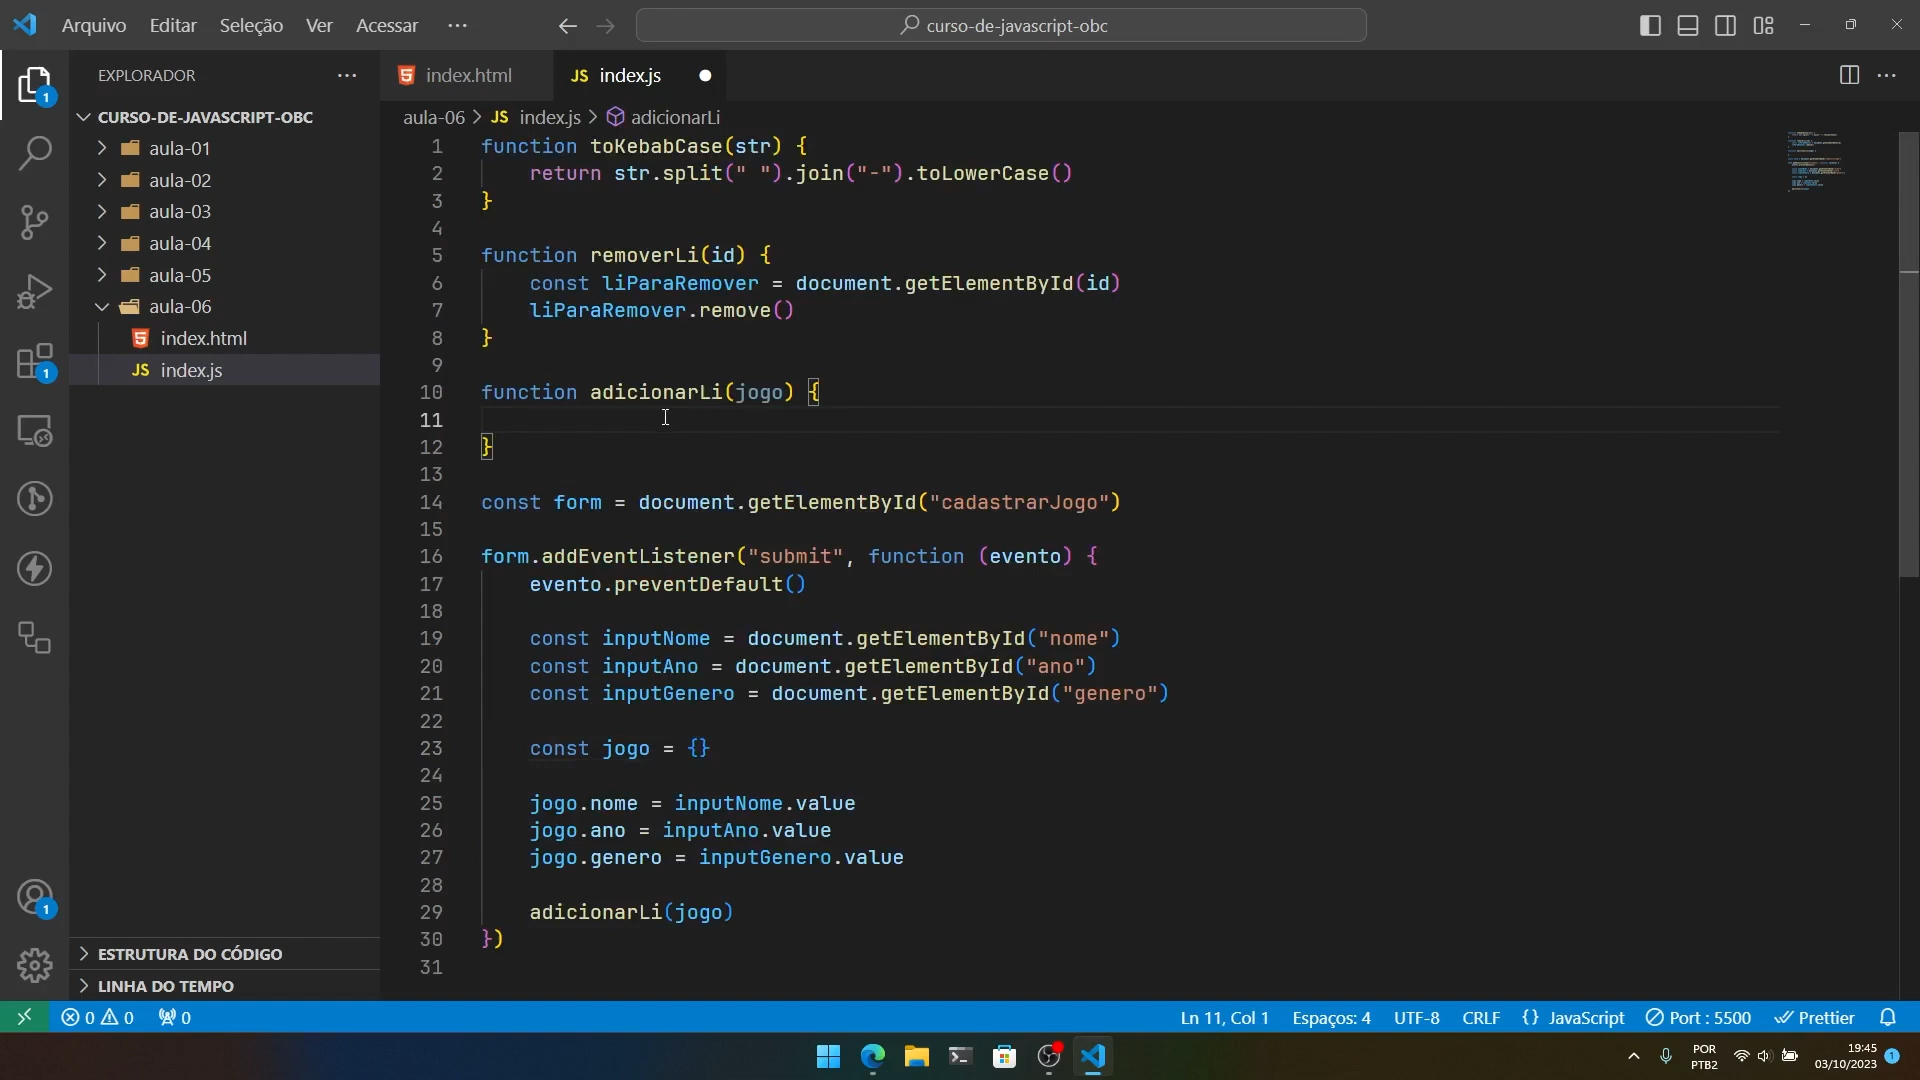 Arquivo Editar Seleção Ver Acessar ···
curso-de-javascript-obc
EXPLORADOR ···
CURSO-DE-JAVASCRIPT-OBC
aula-01
aula-02
aula-03
aula-04
aula-05
aula-06
index.html
JS index.js
ESTRUTURA DO CÓDIGO
LINHA DO TEMPO
1
1
1
index.html JS index.js
aula-06 > JS index.js > adicionarLi
1 function toKebabCase(str) {
2 return str.split(" ").join("-").toLowerCase()
3 }
4
5 function removerLi(id) {
6 const liParaRemover = document.getElementById(id)
7 liParaRemover.remove()
8 }
9
10 function adicionarLi(jogo) {
11
12 }
13
14 const form = document.getElementById("cadastrarJogo")
15
16 form.addEventListener("submit", function (evento) {
17 evento.preventDefault()
18
19 const inputNome = document.getElementById("nome")
20 const inputAno = document.getElementById("ano")
21 const inputGenero = document.getElementById("genero")
22
23 const jogo = {}
24
25 jogo.nome = inputNome.value
26 jogo.ano = inputAno.value
27 jogo.genero = inputGenero.value
28
29 adicionarLi(jogo)
30 })
31
0 0 0 Ln 11, Col 1 Espaços: 4 UTF-8 CRLF {} JavaScript Port : 5500 Prettier
POR
PTB2
19:45
03/10/2023
1